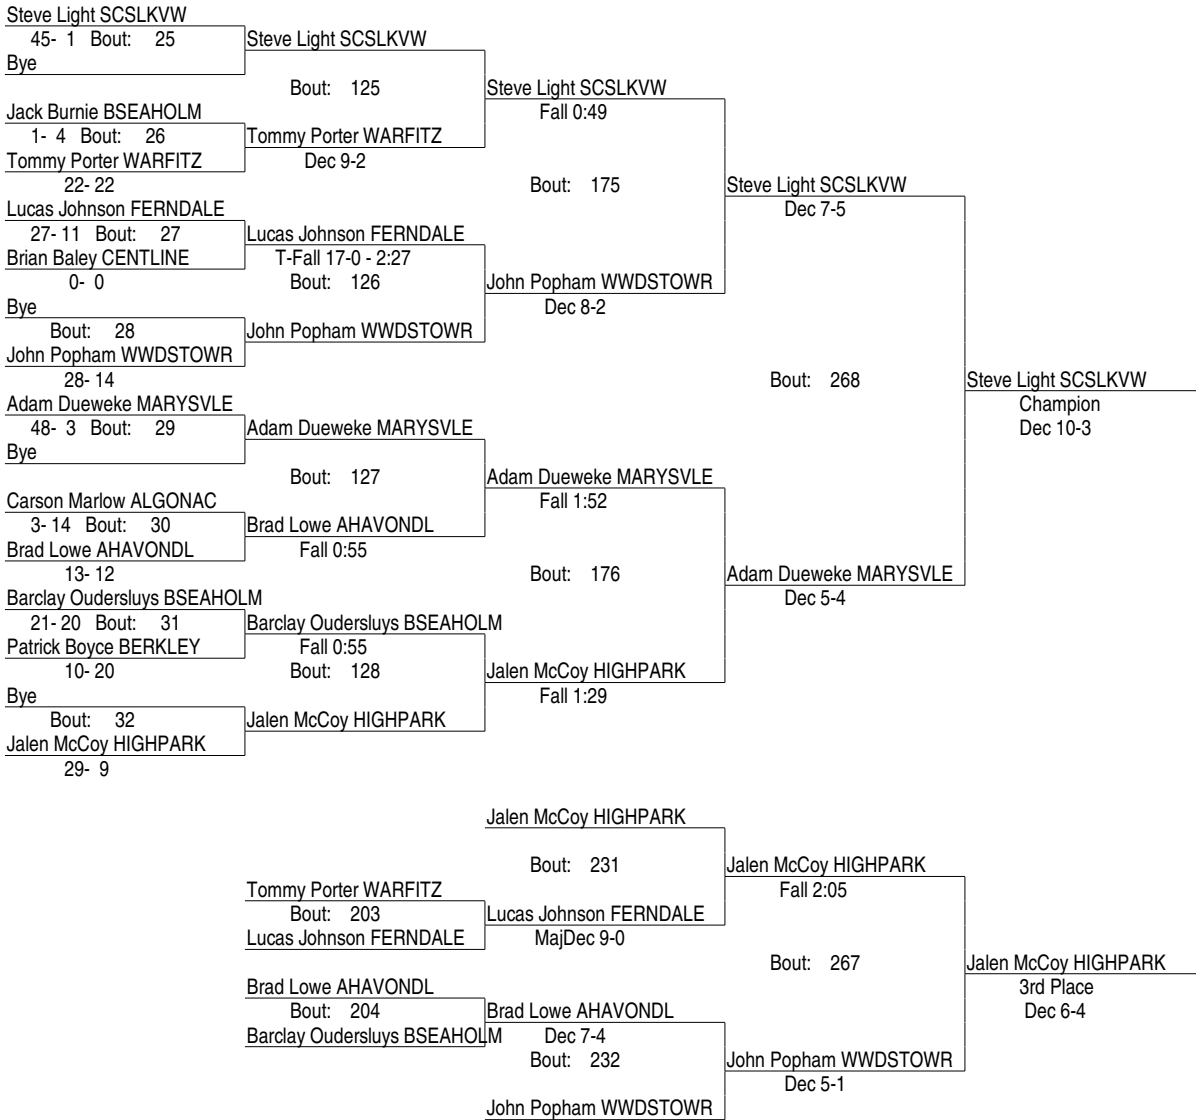 Steve Light SCSLKVW
45- 1 Bout: 25 Steve Light SCSLKVW
Bye
Bout: 125 Steve Light SCSLKVW
Jack Burnie BSEAHOLM Fall 0:49
1- 4 Bout: 26 Tommy Porter WARFITZ
Tommy Porter WARFITZ Dec 9-2
22- 22 Bout: 175 Steve Light SCSLKVW
Lucas Johnson FERNDALE Dec 7-5
27- 11 Bout: 27 Lucas Johnson FERNDALE
Brian Baley CENTLINE T-Fall 17-0 - 2:27
0- 0 Bout: 126 John Popham WWDSTOWR
Bye Dec 8-2
Bout: 28 John Popham WWDSTOWR
John Popham WWDSTOWR
28- 14 Bout: 268 Steve Light SCSLKVW
Adam Dueweke MARYSVLE Champion
48- 3 Bout: 29 Adam Dueweke MARYSVLE Dec 10-3
Bye
Bout: 127 Adam Dueweke MARYSVLE
Carson Marlow ALGONAC Fall 1:52
3- 14 Bout: 30 Brad Lowe AHAVONDL
Brad Lowe AHAVONDL Fall 0:55
13- 12 Bout: 176 Adam Dueweke MARYSVLE
Barclay Oudersluys BSEAHOLM Dec 5-4
21- 20 Bout: 31 Barclay Oudersluys BSEAHOLM
Patrick Boyce BERKLEY Fall 0:55
10- 20 Bout: 128 Jalen McCoy HIGHPARK
Bye Fall 1:29
Bout: 32 Jalen McCoy HIGHPARK
Jalen McCoy HIGHPARK
29- 9
Jalen McCoy HIGHPARK
Bout: 231 Jalen McCoy HIGHPARK
Tommy Porter WARFITZ Fall 2:05
Bout: 203 Lucas Johnson FERNDALE
Lucas Johnson FERNDALE MajDec 9-0
Bout: 267 Jalen McCoy HIGHPARK
Brad Lowe AHAVONDL 3rd Place
Bout: 204 Brad Lowe AHAVONDL Dec 6-4
Barclay Oudersluys BSEAHOLM Dec 7-4
Bout: 232 John Popham WWDSTOWR
Dec 5-1
John Popham WWDSTOWR